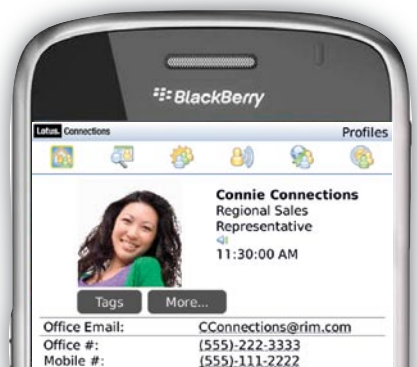 BlackBerry
Lotus. Connections
Profiles
Connie Connections
Regional Sales
Representative
11:30:00 AM
Tags
More...
Office Email: CConnections@rim.com
Office #: (555)-222-3333
Mobile #: (555)-111-2222